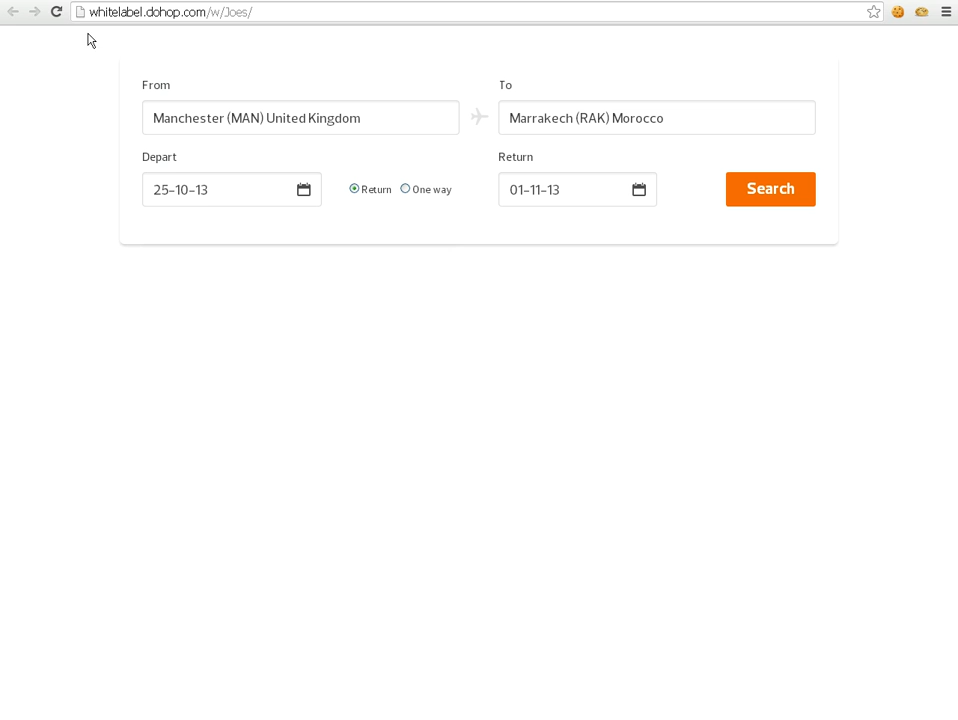 whitelabel.dohop.com/w/Joes/
From
To
Manchester (MAN) United Kingdom
Marrakech (RAK) Morocco
Depart
Return
25-10-13
Return
One way
01-11-13
Search